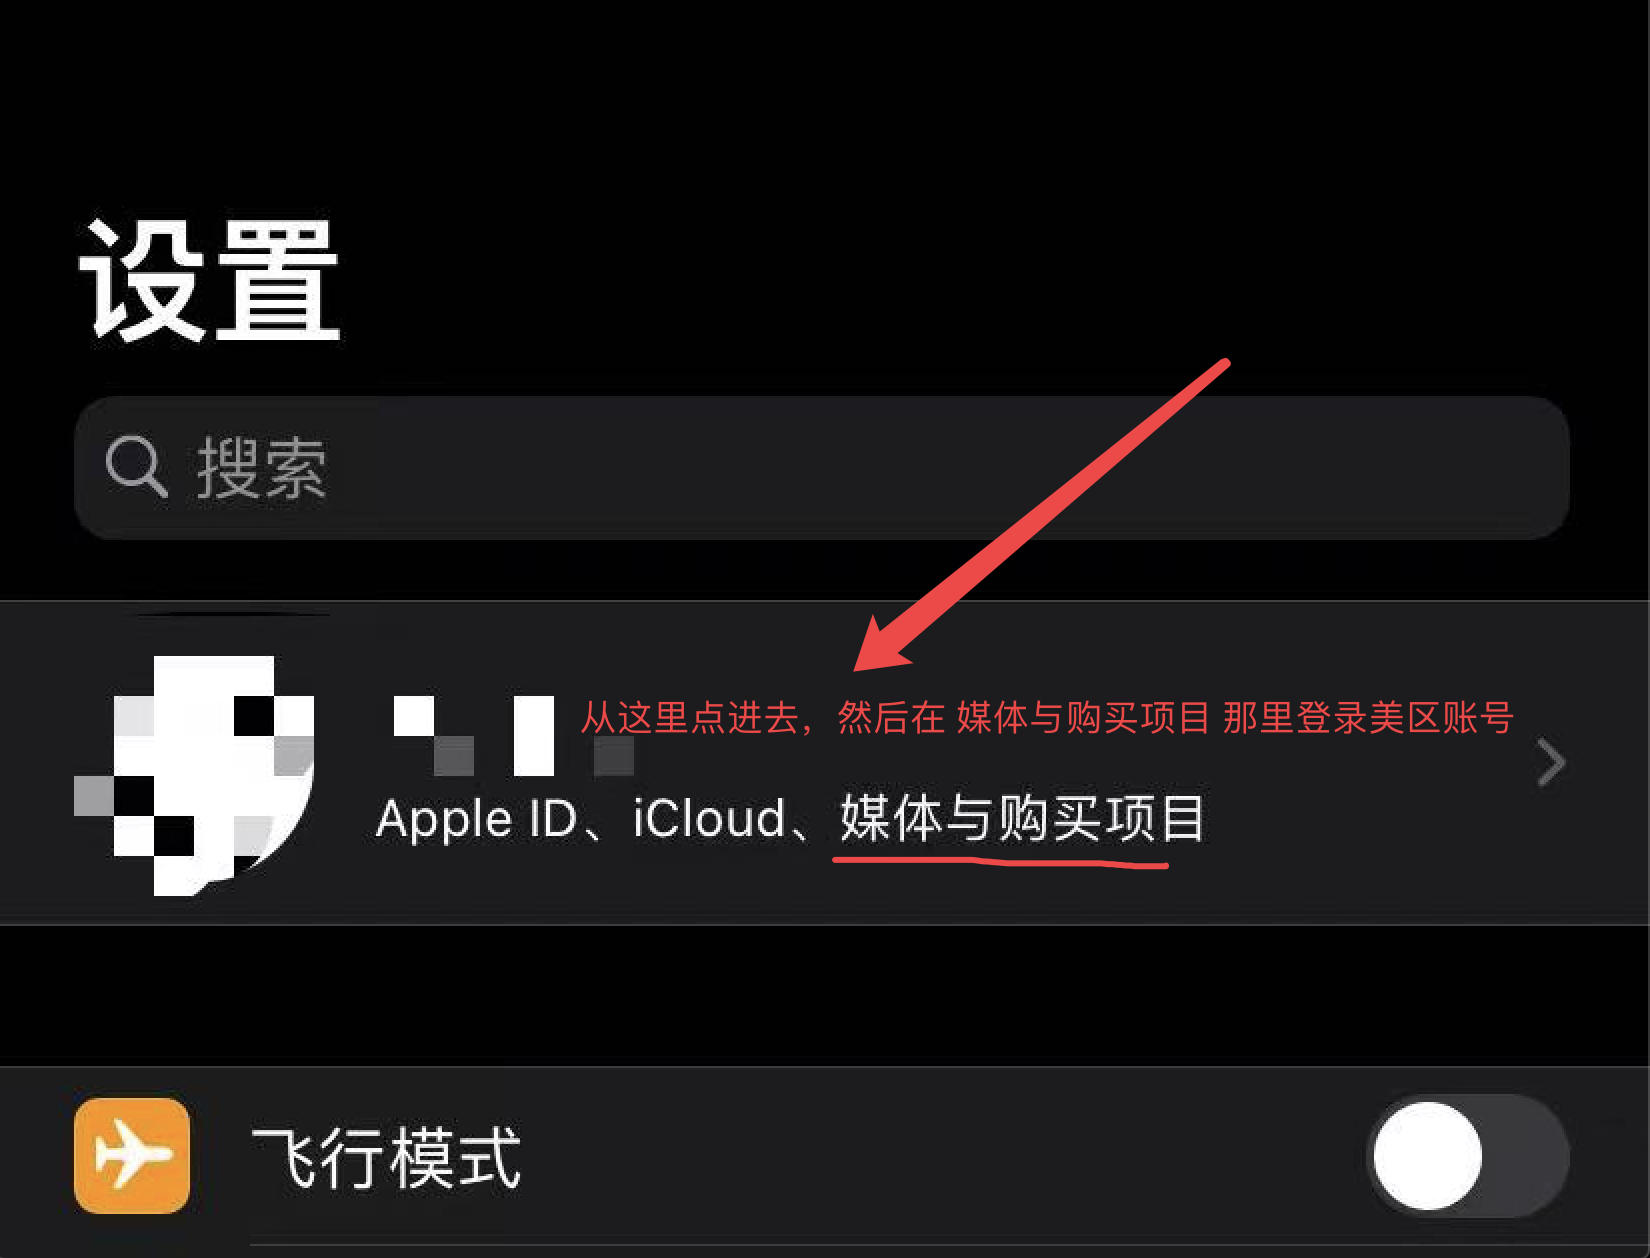 设置
搜索
从这里点进去，然后在 媒体与购买项目 那里登录美区账号
Apple ID、iCloud、媒体与购买项目
飞行模式